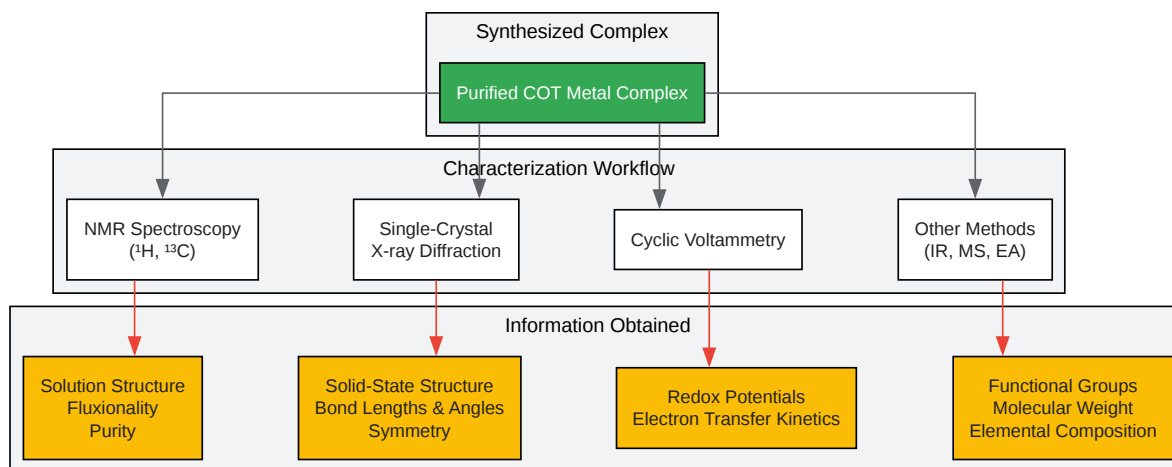 Synthesized Complex
Purified COT Metal Complex
Characterization Workflow
NMR Spectroscopy
(¹H, ¹³C)
Single-Crystal
X-ray Diffraction
Cyclic Voltammetry
Other Methods
(IR, MS, EA)
Information Obtained
Solution Structure
Fluxionality
Purity
Solid-State Structure
Bond Lengths & Angles
Symmetry
Redox Potentials
Electron Transfer Kinetics
Functional Groups
Molecular Weight
Elemental Composition